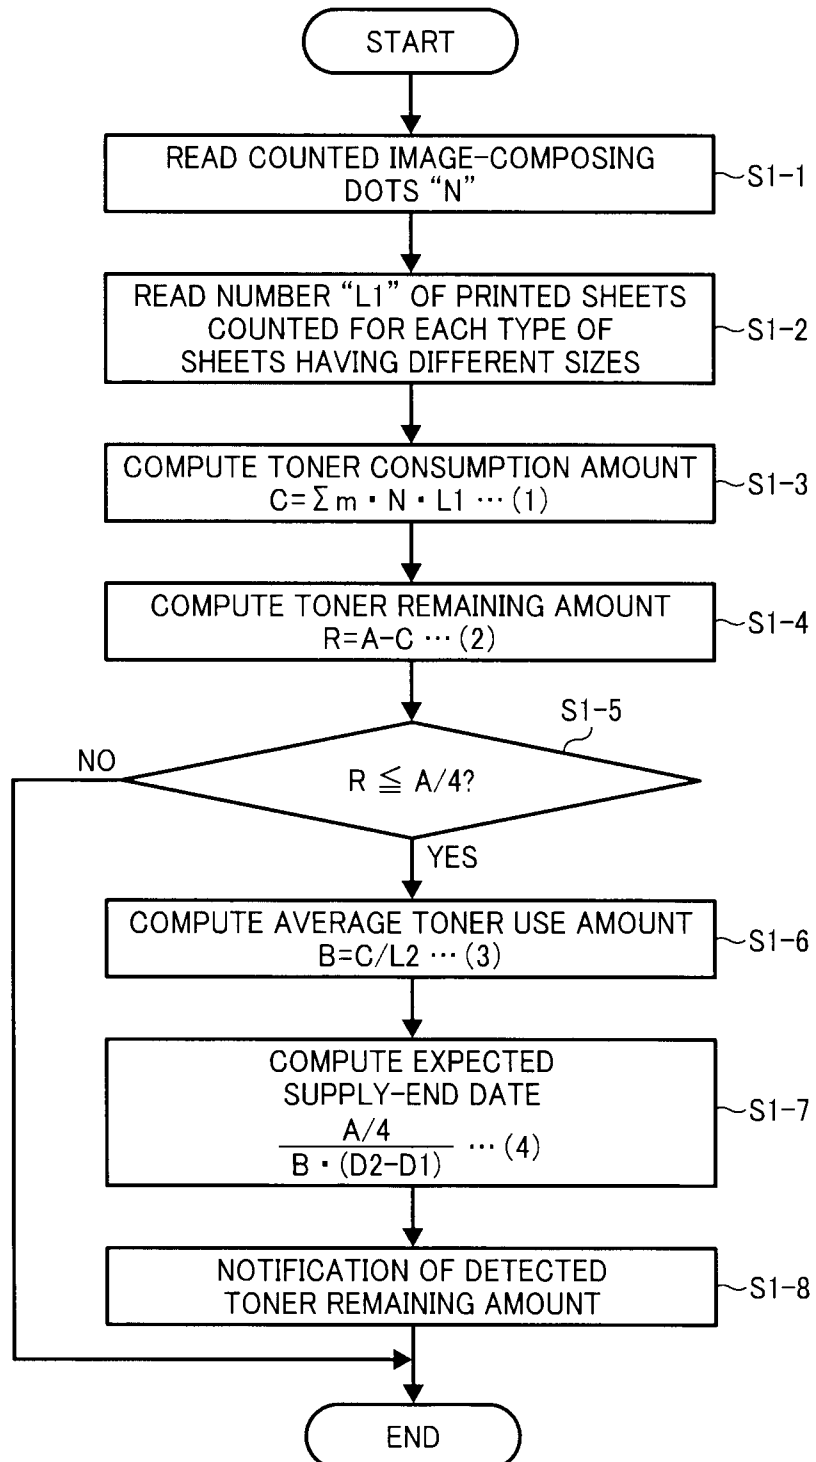 START
READ COUNTED IMAGE-COMPOSING
DOTS “N”
S1-1
READ NUMBER “L1” OF PRINTED SHEETS
COUNTED FOR EACH TYPE OF
SHEETS HAVING DIFFERENT SIZES
S1-2
COMPUTE TONER CONSUMPTION AMOUNT
C=Σm・N・L1 ⋯(1)
S1-3
COMPUTE TONER REMAINING AMOUNT
R=A-C ⋯(2)
S1-4
S1-5
NO
R ≦ A/4?
YES
COMPUTE AVERAGE TONER USE AMOUNT
B=C/L2 ⋯(3)
S1-6
COMPUTE EXPECTED
SUPPLY-END DATE
A/4
B・(D2-D1)
⋯(4)
S1-7
NOTIFICATION OF DETECTED
TONER REMAINING AMOUNT
S1-8
END